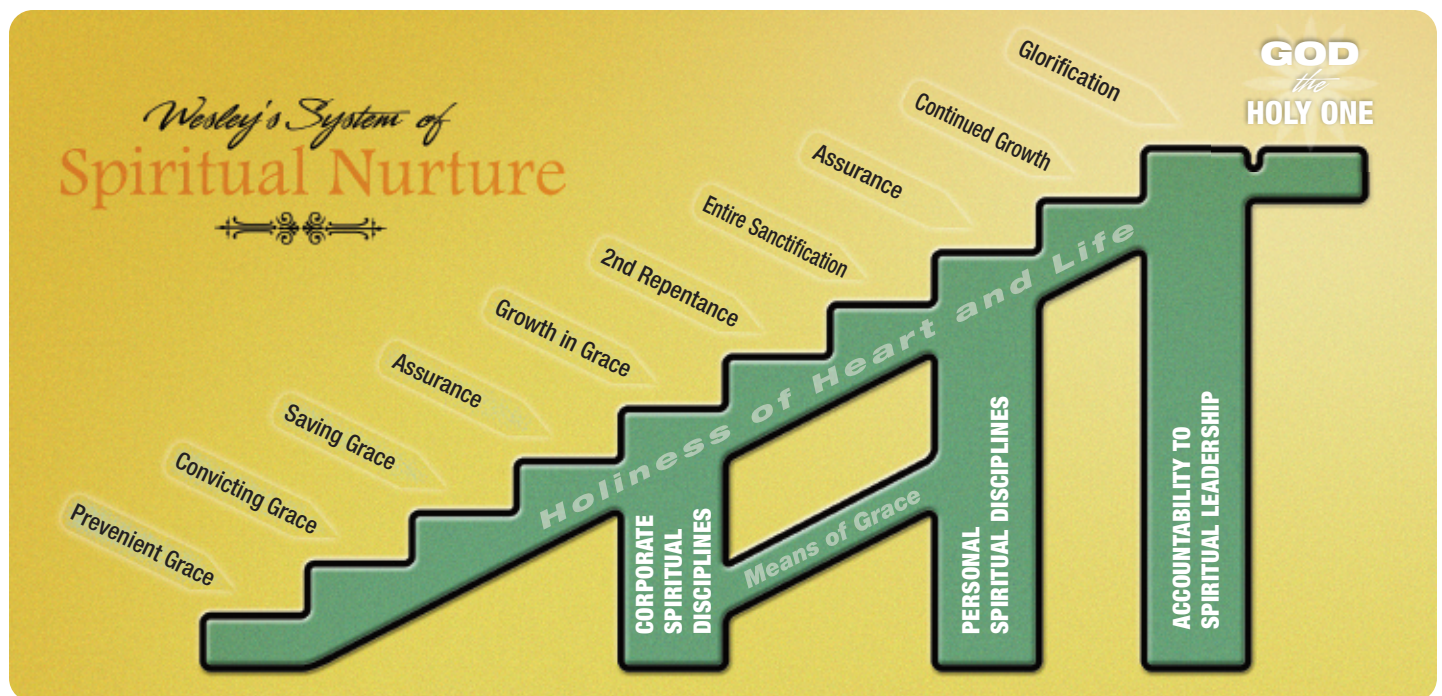 Wesley's System of
Spiritual Nurture
GOD
the
HOLY ONE
Glorification
Continued Growth
Assurance
Entire Sanctification
2nd Repentance
Growth in Grace
Assurance
Saving Grace
Convicting Grace
Prevenient Grace
Holiness of Heart and Life
Means of Grace
CORPORATE
SPIRITUAL
DISCIPLINES
PERSONAL
SPIRITUAL DISCIPLINES
ACCOUNTABILITY TO
SPIRITUAL LEADERSHIP